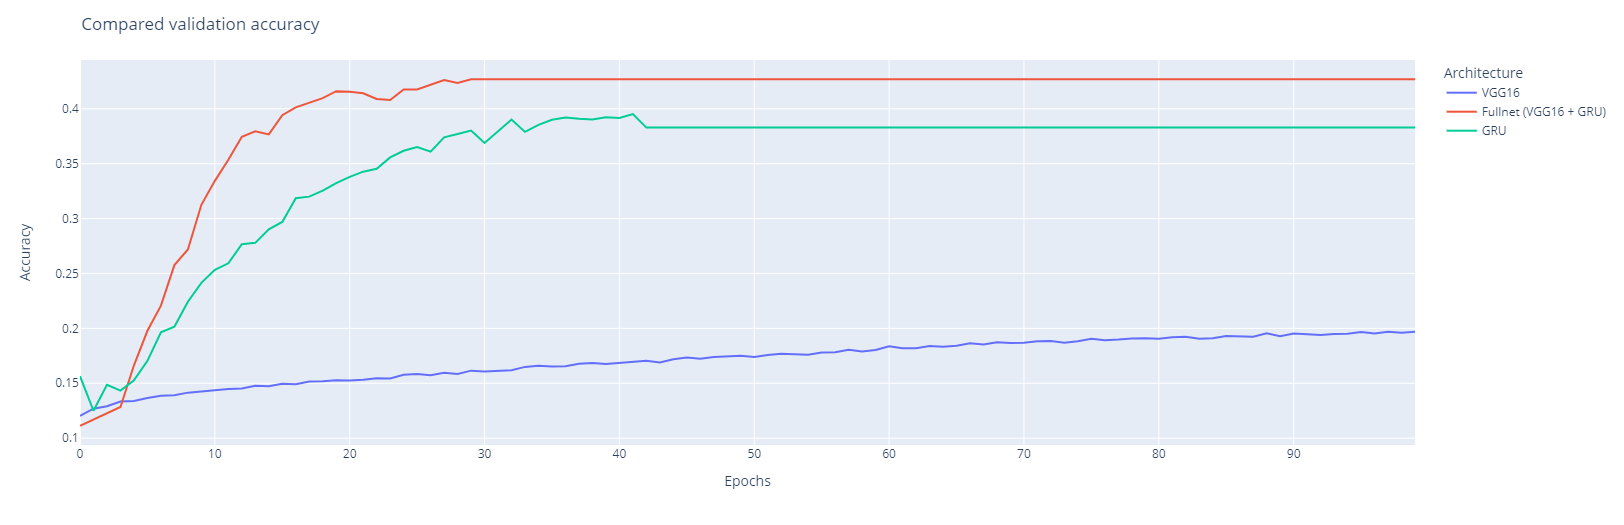 Compared validation accuracy
Architecture
VGG16
Fullnet (VGG16 + GRU)
GRU
Accuracy
0.4
0.35
0.3
0.25
0.2
0.15
0.1
0 10 20 30 40 50 60 70 80 90
Epochs